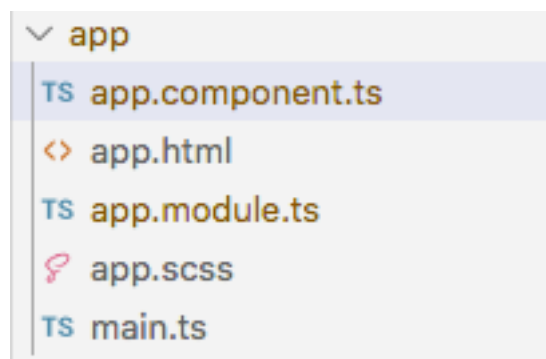 app
TS app.component.ts
<> app.html
TS app.module.ts
app.scss
TS main.ts